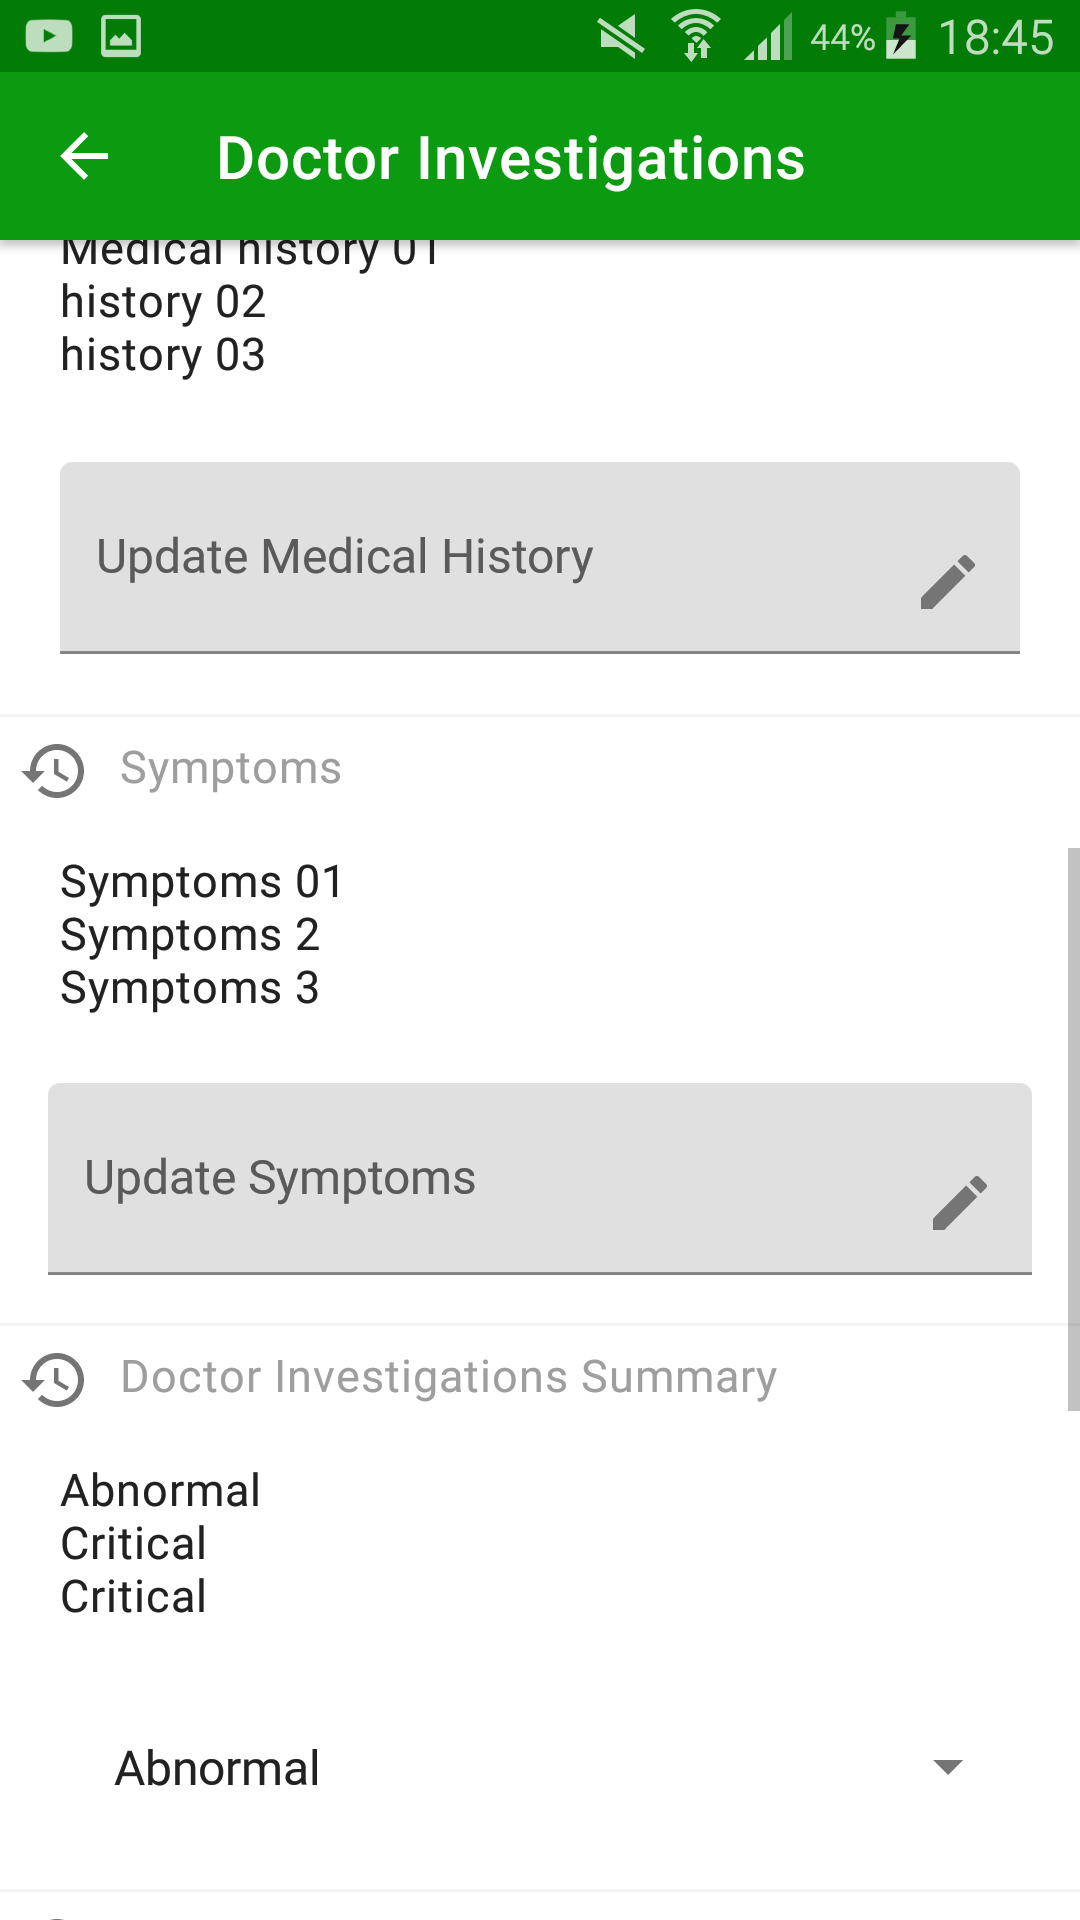 44% 18:45
Doctor Investigations
Medical history 01
history 02
history 03
Update Medical History
Symptoms
Symptoms 01
Symptoms 2
Symptoms 3
Update Symptoms
Doctor Investigations Summary
Abnormal
Critical
Critical
Abnormal